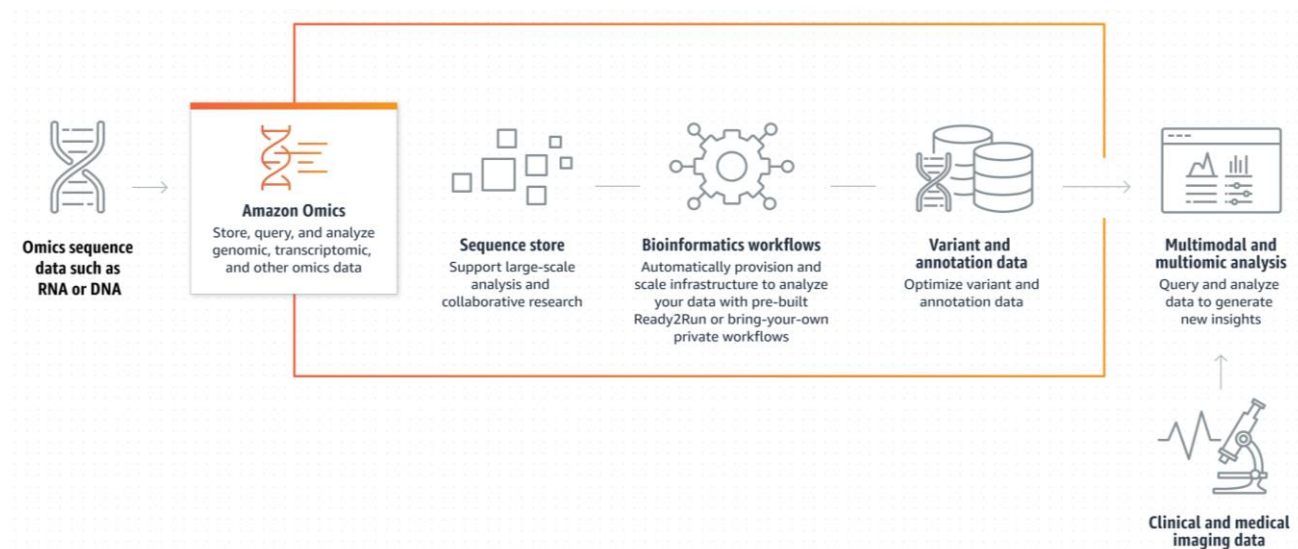 Omics sequence
data such as
RNA or DNA
Amazon Omics
Store, query, and analyze
genomic, transcriptomic,
and other omics data
Sequence store
Support large-scale
analysis and
collaborative research
Bioinformatics workflows
Automatically provision and
scale infrastructure to analyze
your data with pre-built
Ready2Run or bring-your-own
private workflows
Variant and
annotation data
Optimize variant and
annotation data
Multimodal and
multiomic analysis
Query and analyze
data to generate
new insights
Clinical and medical
imaging data